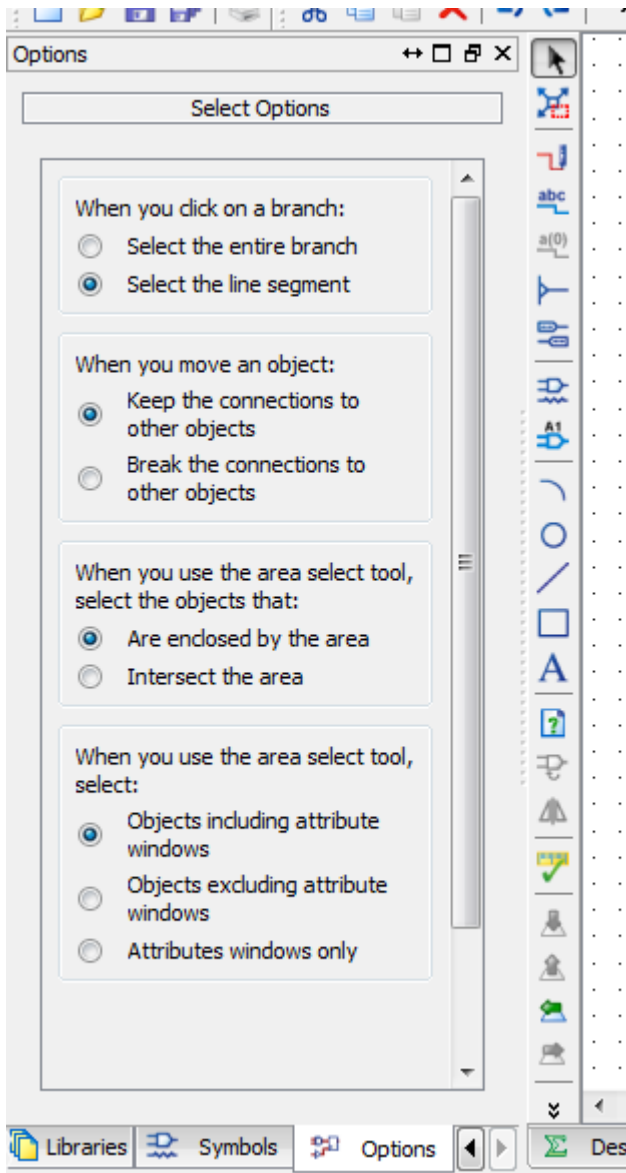 Options
Select Options
When you click on a branch:
Select the entire branch
Select the line segment
When you move an object:
Keep the connections to
other objects
Break the connections to
other objects
When you use the area select tool,
select the objects that:
Are enclosed by the area
Intersect the area
When you use the area select tool,
select:
Objects including attribute
windows
Objects excluding attribute
windows
Attributes windows only
abc
a(0)
A1
A
Libraries
Symbols
Options
Des